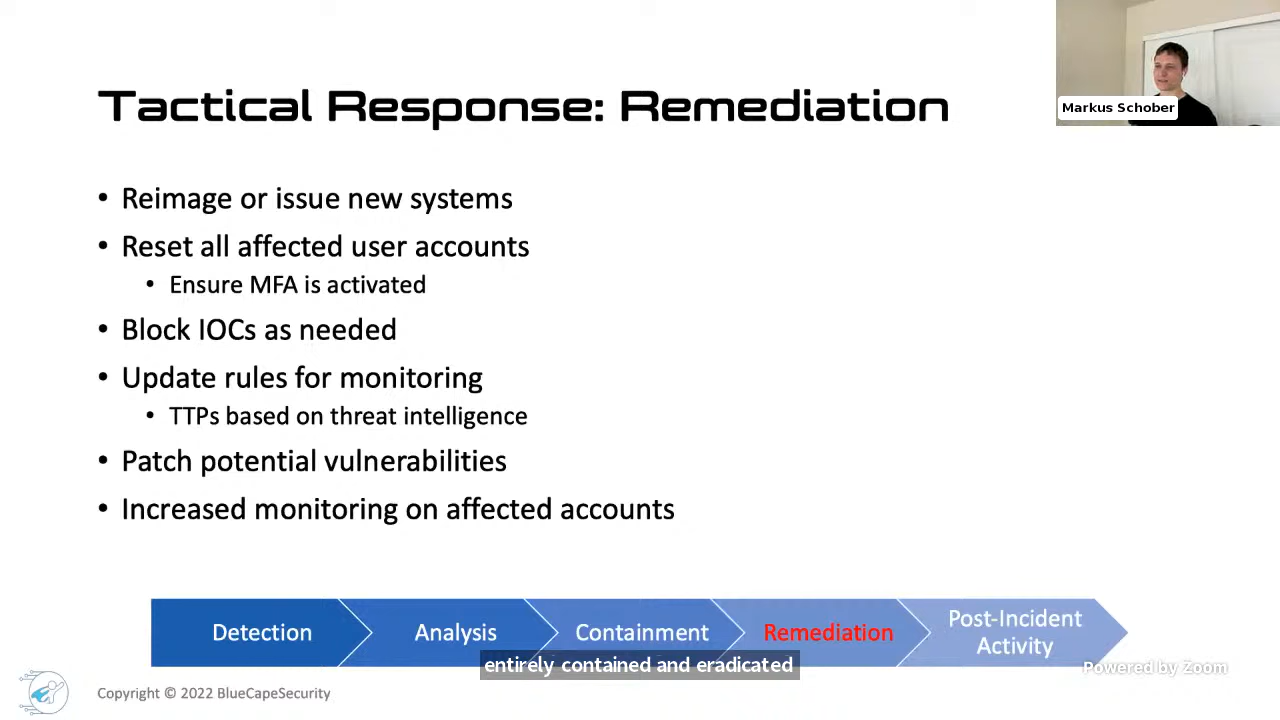 Tactical Response: Remediation
Markus Schober
• Reimage or issue new systems
• Reset all affected user accounts
• Ensure MFA is activated
• Block IOCs as needed
• Update rules for monitoring
• TTPs based on threat intelligence
• Patch potential vulnerabilities
• Increased monitoring on affected accounts
Detection
Analysis
Containment
Remediation
Post-Incident
Activity
entirely contained and eradicated
Powered by Zoom
Copyright © 2022 BlueCapeSecurity